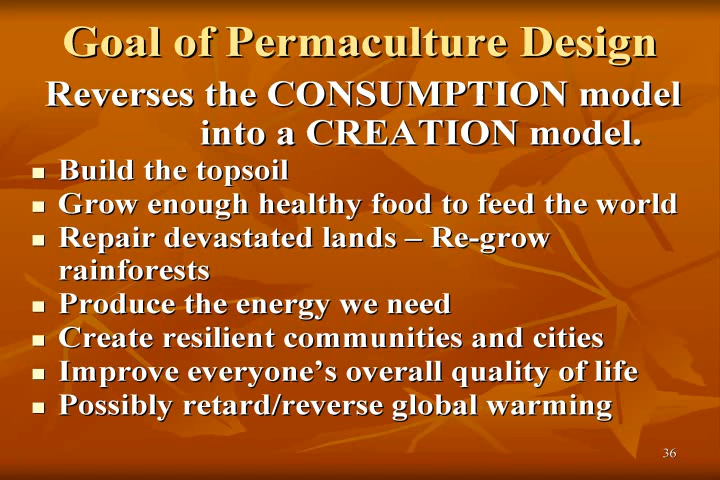 Goal of Permaculture Design
Reverses the CONSUMPTION model
into a CREATION model.
Build the topsoil
Grow enough healthy food to feed the world
Repair devastated lands – Re-grow
rainforests
Produce the energy we need
Create resilient communities and cities
Improve everyone’s overall quality of life
Possibly retard/reverse global warming
36